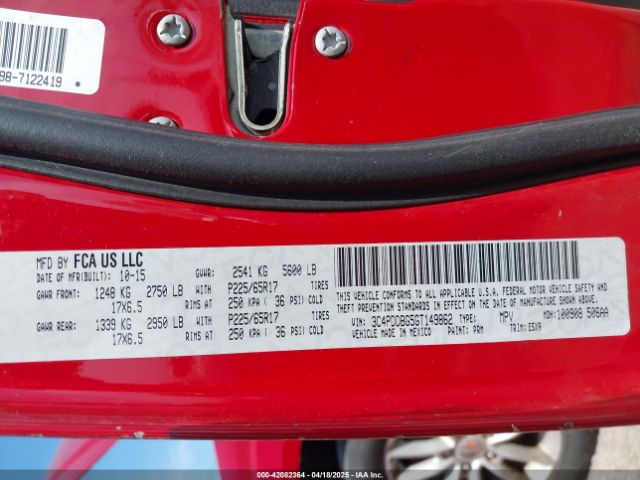 98-7122419
MFD BY FCA US LLC
DATE OF MFR(BUILT): 10-15 GVWR: 2541 KG 5600 LB
GAWR FRONT: 1248 KG 2750 LB WITH P225/65R17 TIRES
17X6.5 RIMS AT 250 KPA ( 36 PSI) COLD
GAWR REAR: 1339 KG 2950 LB WITH P225/65R17 TIRES
17X6.5 RIMS AT 250 KPA ( 36 PSI) COLD
THIS VEHICLE CONFORMS TO ALL APPLICABLE U.S.A. FEDERAL MOTOR VEHICLE SAFETY AND
THEFT PREVENTION STANDARDS IN EFFECT ON THE DATE OF MANUFACTURE SHOWN ABOVE.
VIN: 3C4PDDBG5GT149862 TYPE: MPV MDH: 100908 506AA
VEHICLE MADE IN MEXICO PAINT: PRM TRIM: E5X9
000-42082364 - 04/18/2025 - IAA Inc.